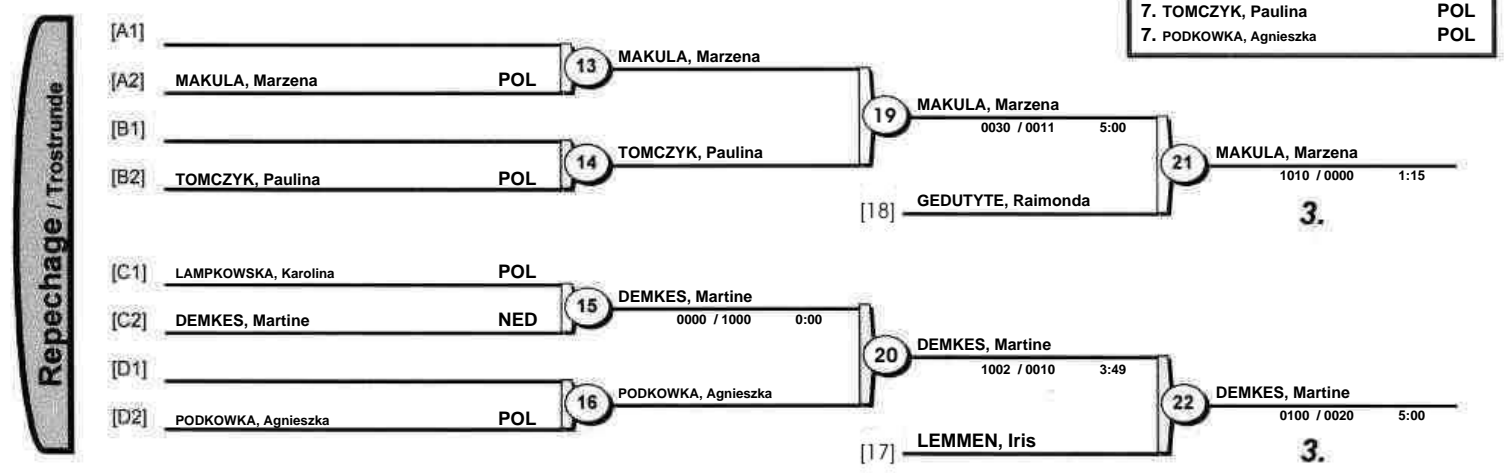 7. TOMCZYK, Paulina POL
7. PODKOWKA, Agnieszka POL
Repechage / Trostrunde
[A1]
13 MAKULA, Marzena
[A2] MAKULA, Marzena POL
19 MAKULA, Marzena
0030 / 0011 5:00
[B1]
14 TOMCZYK, Paulina
[B2] TOMCZYK, Paulina POL
21 MAKULA, Marzena
1010 / 0000 1:15
[18] GEDUTYTE, Raimonda
3.
[C1] LAMPKOWSKA, Karolina POL
15 DEMKES, Martine
0000 / 1000 0:00
[C2] DEMKES, Martine NED
20 DEMKES, Martine
1002 / 0010 3:49
[D1]
16 PODKOWKA, Agnieszka
[D2] PODKOWKA, Agnieszka POL
22 DEMKES, Martine
0100 / 0020 5:00
[17] LEMMEN, Iris
3.